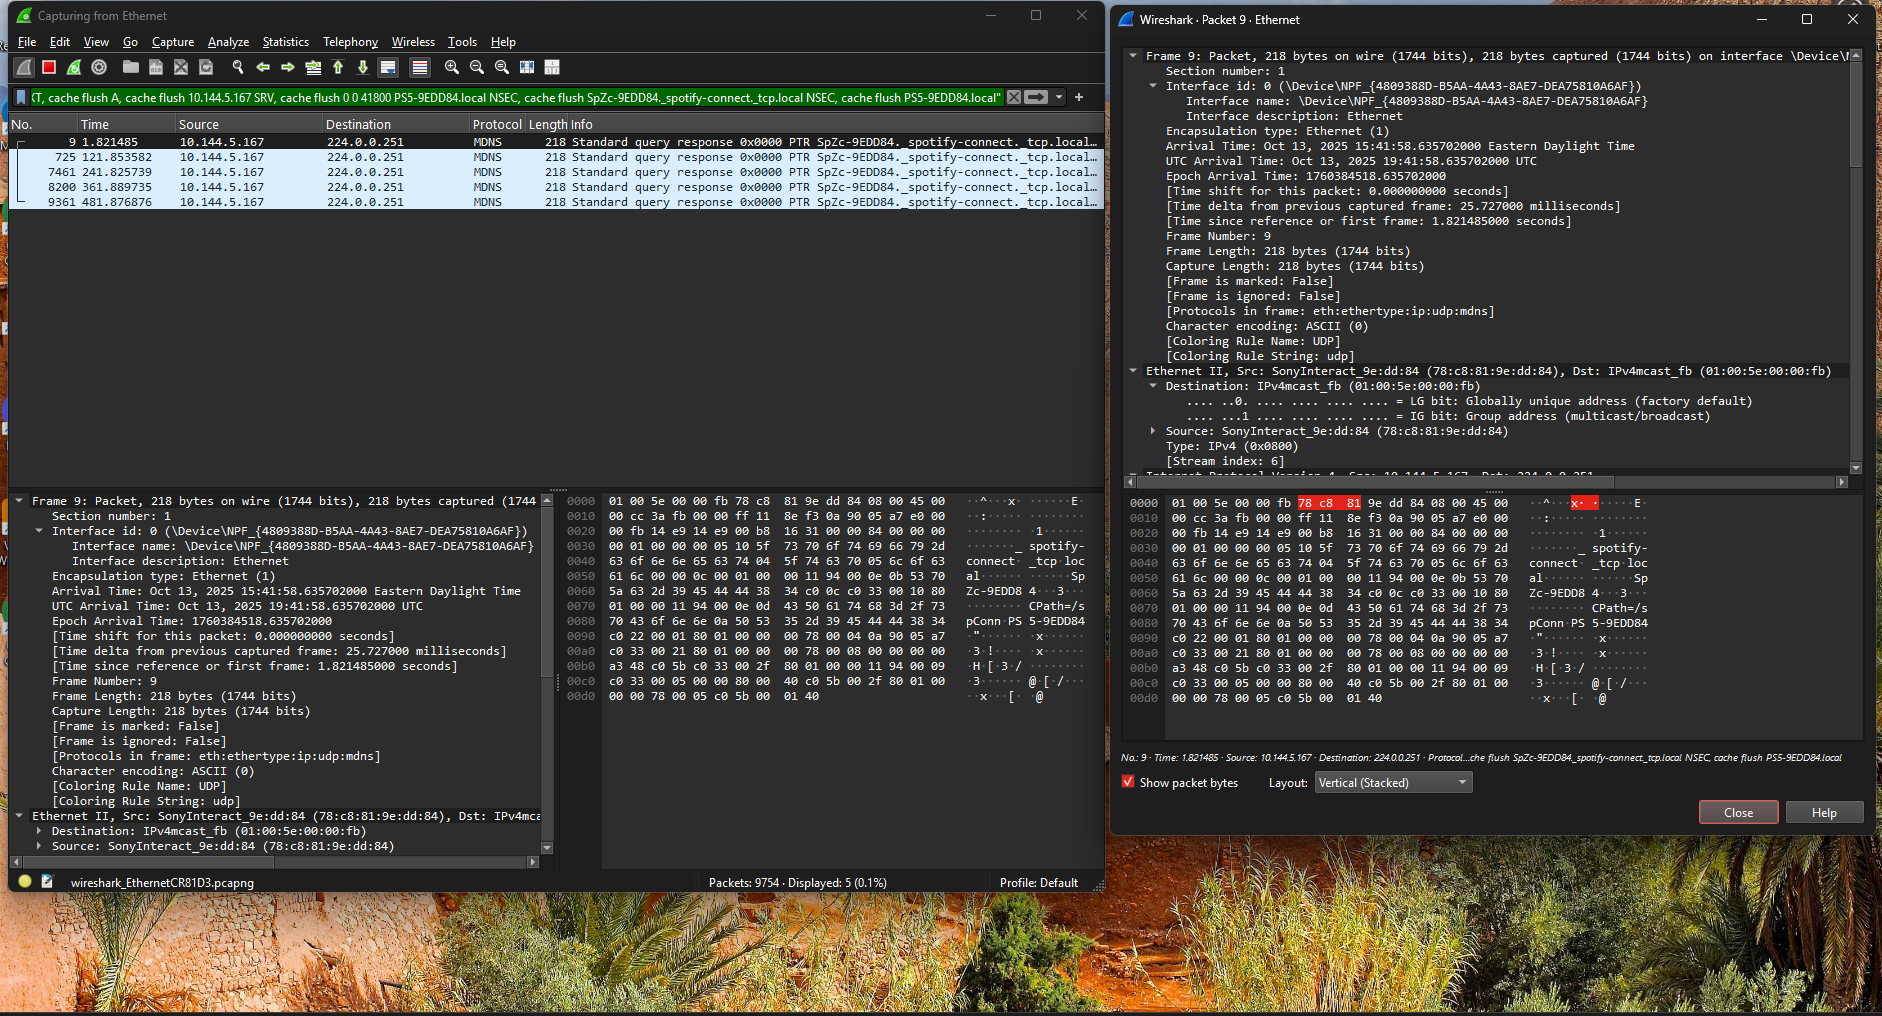 Capturing from Ethernet
File Edit View Go Capture Analyze Statistics Telephony Wireless Tools Help
KT, cache flush A, cache flush 10.144.5.167 SRV, cache flush 0 0 41800 PS5-9EDD84.local NSEC, cache flush SpZc-9EDD84._spotify-connect._tcp.local NSEC, cache flush PS5-9EDD84.local"
No. Time Source Destination Protocol Length Info
9 1.821485 10.144.5.167 224.0.0.251 MDNS 218 Standard query response 0x0000 PTR SpZc-9EDD84._spotify-connect._tcp.local…
725 121.853582 10.144.5.167 224.0.0.251 MDNS 218 Standard query response 0x0000 PTR SpZc-9EDD84._spotify-connect._tcp.local…
7461 241.825739 10.144.5.167 224.0.0.251 MDNS 218 Standard query response 0x0000 PTR SpZc-9EDD84._spotify-connect._tcp.local…
8200 361.889735 10.144.5.167 224.0.0.251 MDNS 218 Standard query response 0x0000 PTR SpZc-9EDD84._spotify-connect._tcp.local…
9361 481.876876 10.144.5.167 224.0.0.251 MDNS 218 Standard query response 0x0000 PTR SpZc-9EDD84._spotify-connect._tcp.local…
Frame 9: Packet, 218 bytes on wire (1744 bits), 218 bytes captured (1744
Section number: 1
Interface id: 0 (\Device\NPF_{4809388D-B5AA-4A43-8AE7-DEA75810A6AF})
Interface name: \Device\NPF_{4809388D-B5AA-4A43-8AE7-DEA75810A6AF}
Interface description: Ethernet
Encapsulation type: Ethernet (1)
Arrival Time: Oct 13, 2025 15:41:58.635702000 Eastern Daylight Time
UTC Arrival Time: Oct 13, 2025 19:41:58.635702000 UTC
Epoch Arrival Time: 1760384518.635702000
[Time shift for this packet: 0.000000000 seconds]
[Time delta from previous captured frame: 25.727000 milliseconds]
[Time since reference or first frame: 1.821485000 seconds]
Frame Number: 9
Frame Length: 218 bytes (1744 bits)
Capture Length: 218 bytes (1744 bits)
[Frame is marked: False]
[Frame is ignored: False]
[Protocols in frame: eth:ethertype:ip:udp:mdns]
Character encoding: ASCII (0)
[Coloring Rule Name: UDP]
[Coloring Rule String: udp]
Ethernet II, Src: SonyInteract_9e:dd:84 (78:c8:81:9e:dd:84), Dst: IPv4mca
Destination: IPv4mcast_fb (01:00:5e:00:00:fb)
Source: SonyInteract_9e:dd:84 (78:c8:81:9e:dd:84)
0000 01 00 5e 00 00 fb 78 c8 81 9e dd 84 08 00 45 00 ··^···x· ······E·
0010 00 cc 3a fb 00 00 ff 11 8e f3 0a 90 05 a7 e0 00 ··:····· ········
0020 00 fb 14 e9 14 e9 00 b8 16 31 00 00 84 00 00 00 ········ ·1······
0030 00 01 00 00 00 05 10 5f 73 70 6f 74 69 66 79 2d ·······_ spotify-
0040 63 6f 6e 6e 65 63 74 04 5f 74 63 70 05 6c 6f 63 connect· _tcp·loc
0050 61 6c 00 00 0c 00 01 00 00 11 94 00 0e 0b 53 70 al······ ······Sp
0060 5a 63 2d 39 45 44 44 38 34 c0 0c c0 33 00 10 80 Zc-9EDD8 4···3···
0070 01 00 00 11 94 00 0e 0d 43 50 61 74 68 3d 2f 73 ········ CPath=/s
0080 70 43 6f 6e 6e 0a 50 53 35 2d 39 45 44 44 38 34 pConn·PS 5-9EDD84
0090 c0 22 00 01 80 01 00 00 00 78 00 04 0a 90 05 a7 ·"······ ·x······
00a0 c0 33 00 21 80 01 00 00 00 78 00 08 00 00 00 00 ·3·!···· ·x······
00b0 a3 48 c0 5b c0 33 00 2f 80 01 00 00 11 94 00 09 ·H·[·3·/ ········
00c0 c0 33 00 05 00 00 80 00 40 c0 5b 00 2f 80 01 00 ·3······ @·[·/···
00d0 00 00 78 00 05 c0 5b 00 01 40 ··x···[· ·@
wireshark_EthernetCR81D3.pcapng
Packets: 9754 · Displayed: 5 (0.1%)
Profile: Default
Wireshark · Packet 9 · Ethernet
Frame 9: Packet, 218 bytes on wire (1744 bits), 218 bytes captured (1744 bits) on interface \Device\N
Section number: 1
Interface id: 0 (\Device\NPF_{4809388D-B5AA-4A43-8AE7-DEA75810A6AF})
Interface name: \Device\NPF_{4809388D-B5AA-4A43-8AE7-DEA75810A6AF}
Interface description: Ethernet
Encapsulation type: Ethernet (1)
Arrival Time: Oct 13, 2025 15:41:58.635702000 Eastern Daylight Time
UTC Arrival Time: Oct 13, 2025 19:41:58.635702000 UTC
Epoch Arrival Time: 1760384518.635702000
[Time shift for this packet: 0.000000000 seconds]
[Time delta from previous captured frame: 25.727000 milliseconds]
[Time since reference or first frame: 1.821485000 seconds]
Frame Number: 9
Frame Length: 218 bytes (1744 bits)
Capture Length: 218 bytes (1744 bits)
[Frame is marked: False]
[Frame is ignored: False]
[Protocols in frame: eth:ethertype:ip:udp:mdns]
Character encoding: ASCII (0)
[Coloring Rule Name: UDP]
[Coloring Rule String: udp]
Ethernet II, Src: SonyInteract_9e:dd:84 (78:c8:81:9e:dd:84), Dst: IPv4mcast_fb (01:00:5e:00:00:fb)
Destination: IPv4mcast_fb (01:00:5e:00:00:fb)
.... ..0. .... .... .... .... = LG bit: Globally unique address (factory default)
.... ...1 .... .... .... .... = IG bit: Group address (multicast/broadcast)
Source: SonyInteract_9e:dd:84 (78:c8:81:9e:dd:84)
Type: IPv4 (0x0800)
[Stream index: 6]
Internet Protocol Version 4, Src: 10.144.5.167, Dst: 224.0.0.251
0000 01 00 5e 00 00 fb 78 c8 81 9e dd 84 08 00 45 00 ··^···x· ······E·
0010 00 cc 3a fb 00 00 ff 11 8e f3 0a 90 05 a7 e0 00 ··:····· ········
0020 00 fb 14 e9 14 e9 00 b8 16 31 00 00 84 00 00 00 ········ ·1······
0030 00 01 00 00 00 05 10 5f 73 70 6f 74 69 66 79 2d ·······_ spotify-
0040 63 6f 6e 6e 65 63 74 04 5f 74 63 70 05 6c 6f 63 connect· _tcp·loc
0050 61 6c 00 00 0c 00 01 00 00 11 94 00 0e 0b 53 70 al······ ······Sp
0060 5a 63 2d 39 45 44 44 38 34 c0 0c c0 33 00 10 80 Zc-9EDD8 4···3···
0070 01 00 00 11 94 00 0e 0d 43 50 61 74 68 3d 2f 73 ········ CPath=/s
0080 70 43 6f 6e 6e 0a 50 53 35 2d 39 45 44 44 38 34 pConn·PS 5-9EDD84
0090 c0 22 00 01 80 01 00 00 00 78 00 04 0a 90 05 a7 ·"······ ·x······
00a0 c0 33 00 21 80 01 00 00 00 78 00 08 00 00 00 00 ·3·!···· ·x······
00b0 a3 48 c0 5b c0 33 00 2f 80 01 00 00 11 94 00 09 ·H·[·3·/ ········
00c0 c0 33 00 05 00 00 80 00 40 c0 5b 00 2f 80 01 00 ·3······ @·[·/···
00d0 00 00 78 00 05 c0 5b 00 01 40 ··x···[· ·@
No.: 9 · Time: 1.821485 · Source: 10.144.5.167 · Destination: 224.0.0.251 · Protocol…che flush SpZc-9EDD84._spotify-connect._tcp.local NSEC, cache flush PS5-9EDD84.local
Show packet bytes
Layout: Vertical (Stacked)
Close Help